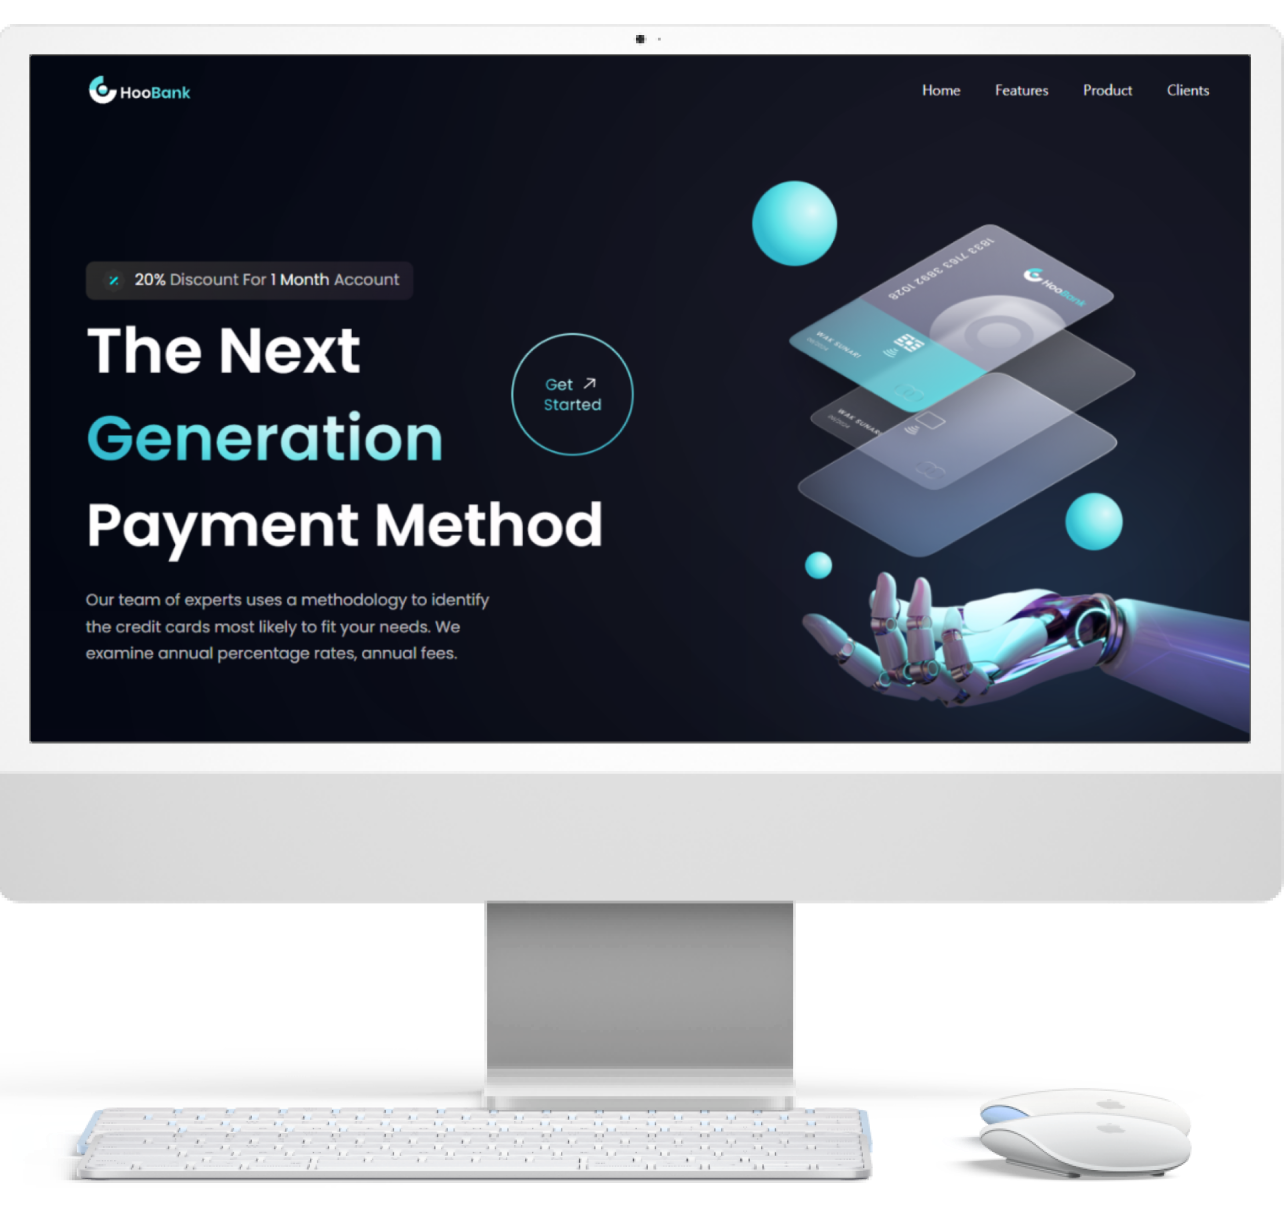 HooBank
Home
Features
Product
Clients
20% Discount For 1 Month Account
The Next
Generation
Payment Method
Get
Started
Our team of experts uses a methodology to identify
the credit cards most likely to fit your needs. We
examine annual percentage rates, annual fees.
1833 7163 3892 1028
HooBank